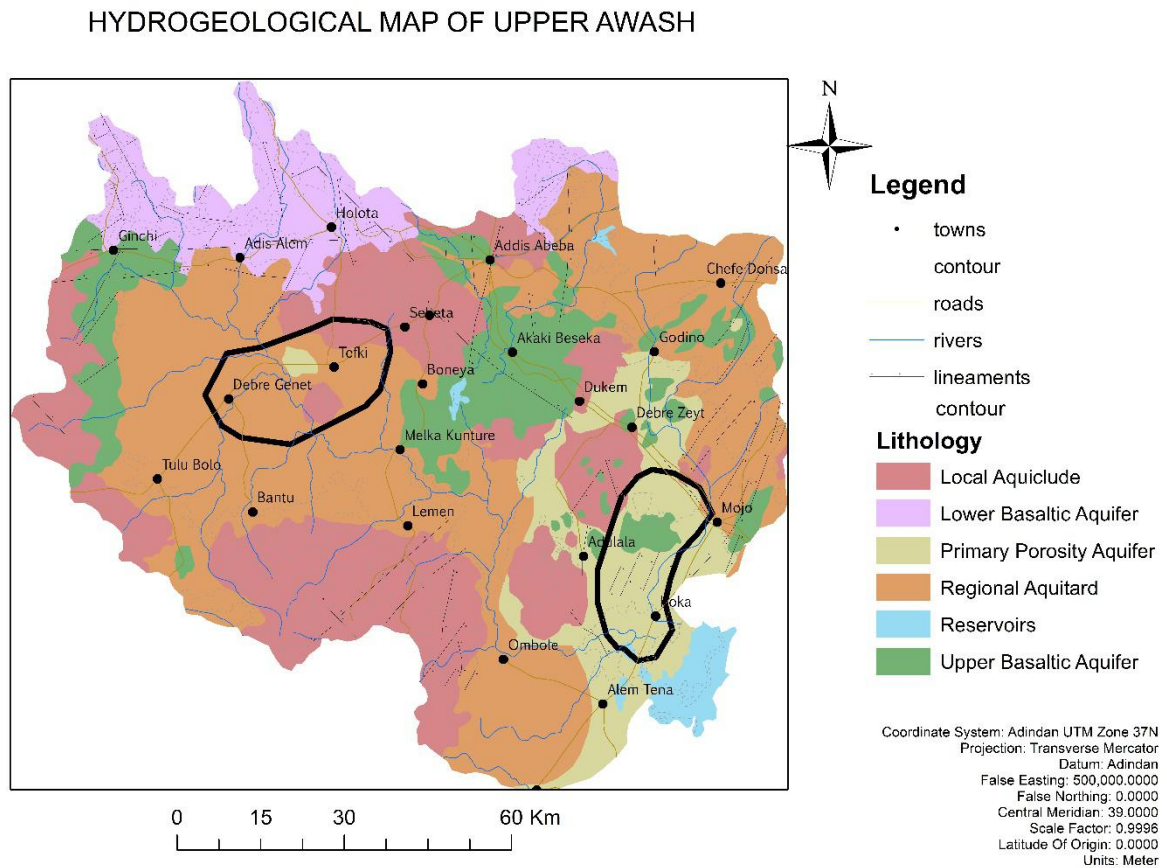 HYDROGEOLOGICAL MAP OF UPPER AWASH
N
Holota
Ginchi
Adis Alem
Addis Abeba
Chefe Donsa
Sebeta
Tefki
Akaki Beseka
Godino
Debre Genet
Boneya
Dukem
Debre Zeyt
Melka Kunture
Tulu Bolo
Bantu
Lemen
Mojo
Adulala
Koka
Ombole
Alem Tena
Legend
towns
contour
roads
rivers
lineaments
contour
Lithology
Local Aquiclude
Lower Basaltic Aquifer
Primary Porosity Aquifer
Regional Aquitard
Reservoirs
Upper Basaltic Aquifer
Coordinate System: Adindan UTM Zone 37N
Projection: Transverse Mercator
Datum: Adindan
False Easting: 500,000.0000
False Northing: 0.0000
Central Meridian: 39.0000
Scale Factor: 0.9996
Latitude Of Origin: 0.0000
Units: Meter
0 15 30 60 Km